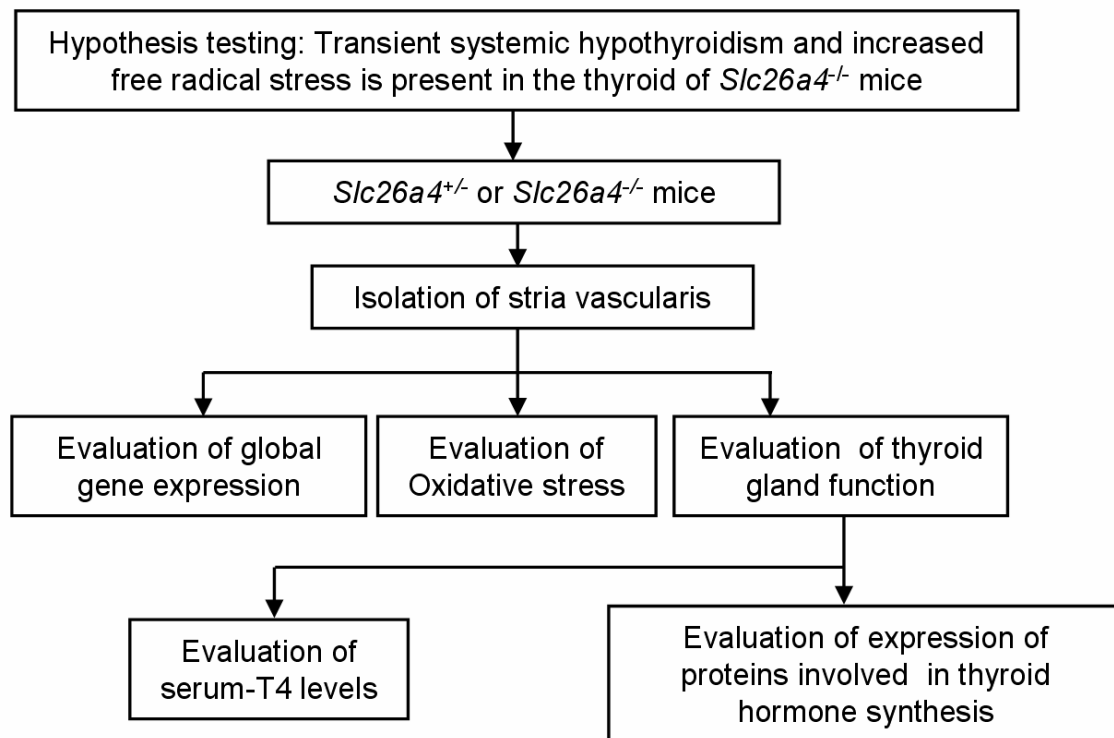 Hypothesis testing: Transient systemic hypothyroidism and increased
free radical stress is present in the thyroid of Slc26a4-/- mice
Slc26a4+/- or Slc26a4-/- mice
Isolation of stria vascularis
Evaluation of global
gene expression
Evaluation of
Oxidative stress
Evaluation of thyroid
gland function
Evaluation of
serum-T4 levels
Evaluation of expression of
proteins involved in thyroid
hormone synthesis